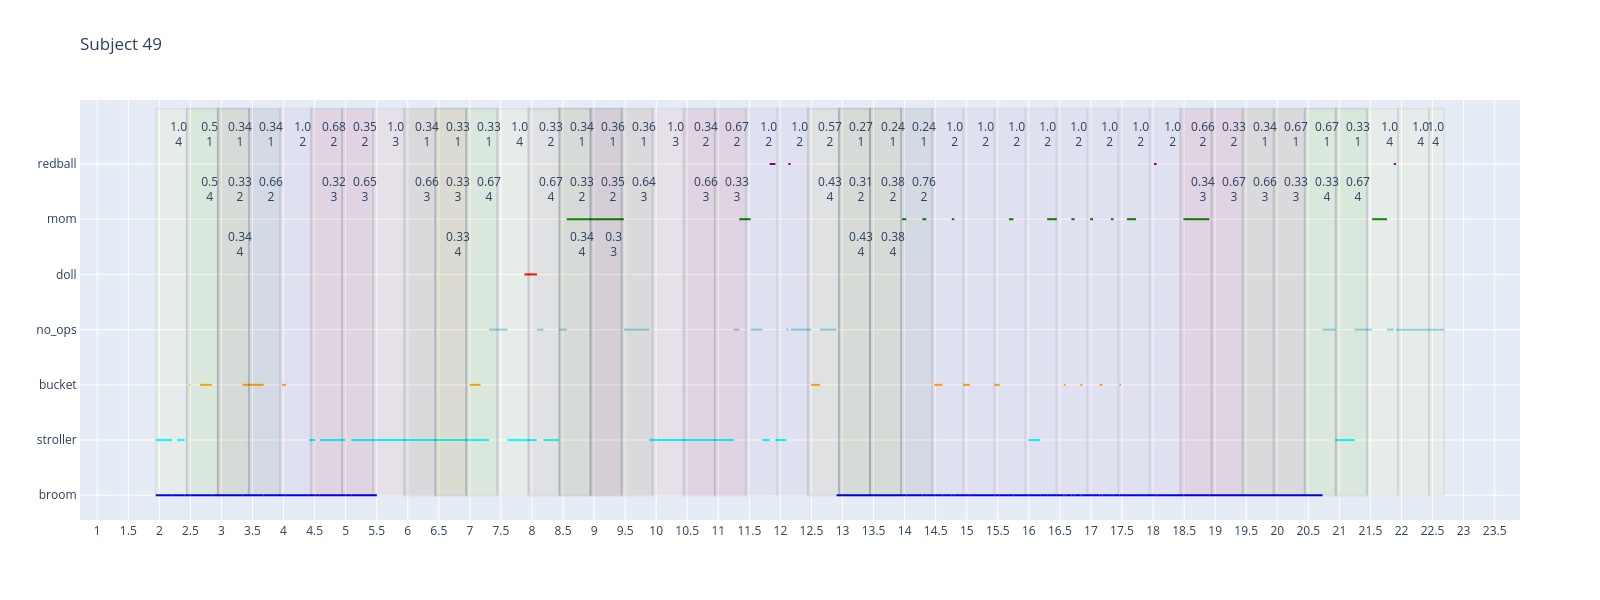 Subject 49
1.0 0.5 0.34 0.34 1.0 0.68 0.35 1.0 0.34 0.33 0.33 1.0 0.33 0.34 0.36 0.36 1.0 0.34 0.67 1.0 1.0 0.57 0.27 0.24 0.24 1.0 1.0 1.0 1.0 1.0 1.0 1.0 1.0 0.66 0.33 0.34 0.67 0.67 0.33 1.0 1.0 1.0
4 1 1 1 2 2 2 3 1 1 1 4 2 1 1 1 3 2 2 2 2 2 1 1 1 2 2 2 2 2 2 2 2 2 2 1 1 1 1 4 4 4
redball
0.5 0.33 0.66 0.32 0.65 0.66 0.33 0.67 0.67 0.33 0.35 0.64 0.66 0.33 0.43 0.31 0.38 0.76 0.34 0.67 0.66 0.33 0.33 0.67
4 2 2 3 3 3 3 4 4 2 2 3 3 3 4 2 2 2 3 3 3 3 4 4
mom
0.34 0.33 0.34 0.3 0.43 0.38
4 4 4 3 4 4
doll
no_ops
bucket
stroller
broom
1 1.5 2 2.5 3 3.5 4 4.5 5 5.5 6 6.5 7 7.5 8 8.5 9 9.5 10 10.5 11 11.5 12 12.5 13 13.5 14 14.5 15 15.5 16 16.5 17 17.5 18 18.5 19 19.5 20 20.5 21 21.5 22 22.5 23 23.5